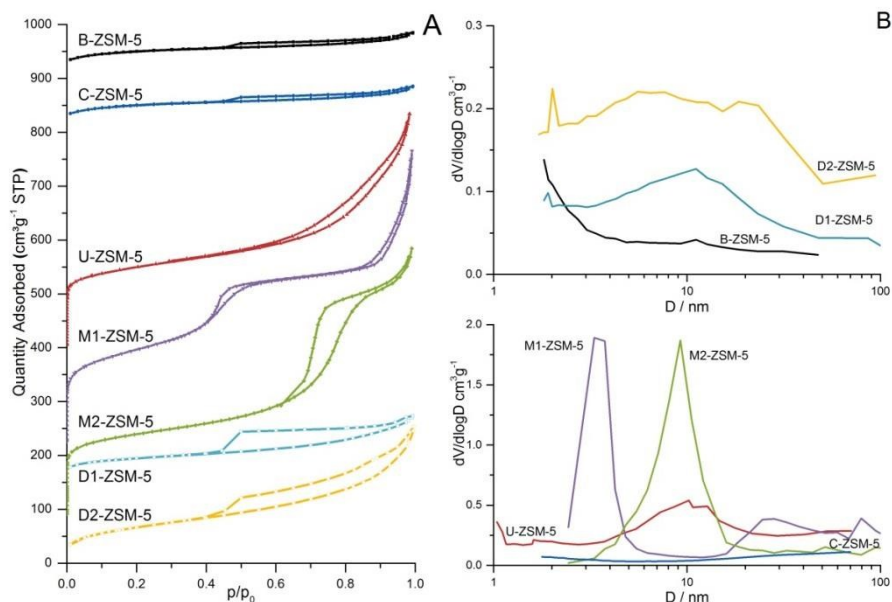 A
1000
900
800
700
600
500
400
300
200
100
0
Quantity Adsorbed (cm³g⁻¹ STP)
B-ZSM-5
C-ZSM-5
U-ZSM-5
M1-ZSM-5
M2-ZSM-5
D1-ZSM-5
D2-ZSM-5
0.0 0.2 0.4 0.6 0.8 1.0
p/p₀
B
0.3
0.2
0.1
0.0
dV/dlogD cm³g⁻¹
D2-ZSM-5
D1-ZSM-5
B-ZSM-5
1 10 100
D / nm
2.0
1.5
1.0
0.5
0.0
dV/dlogD cm³g⁻¹
M1-ZSM-5
M2-ZSM-5
U-ZSM-5
C-ZSM-5
1 10 100
D / nm